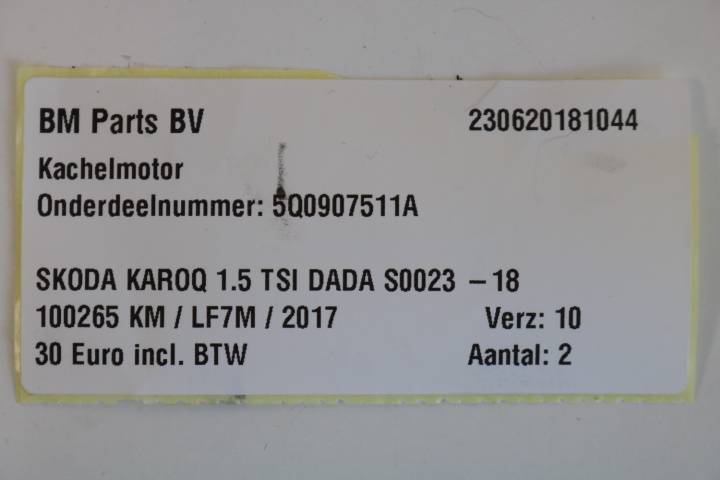 BM Parts BV 230620181044
Kachelmotor
Onderdeelnummer: 5Q0907511A
SKODA KAROQ 1.5 TSI DADA S0023 – 18
100265 KM / LF7M / 2017 Verz: 10
30 Euro incl. BTW Aantal: 2